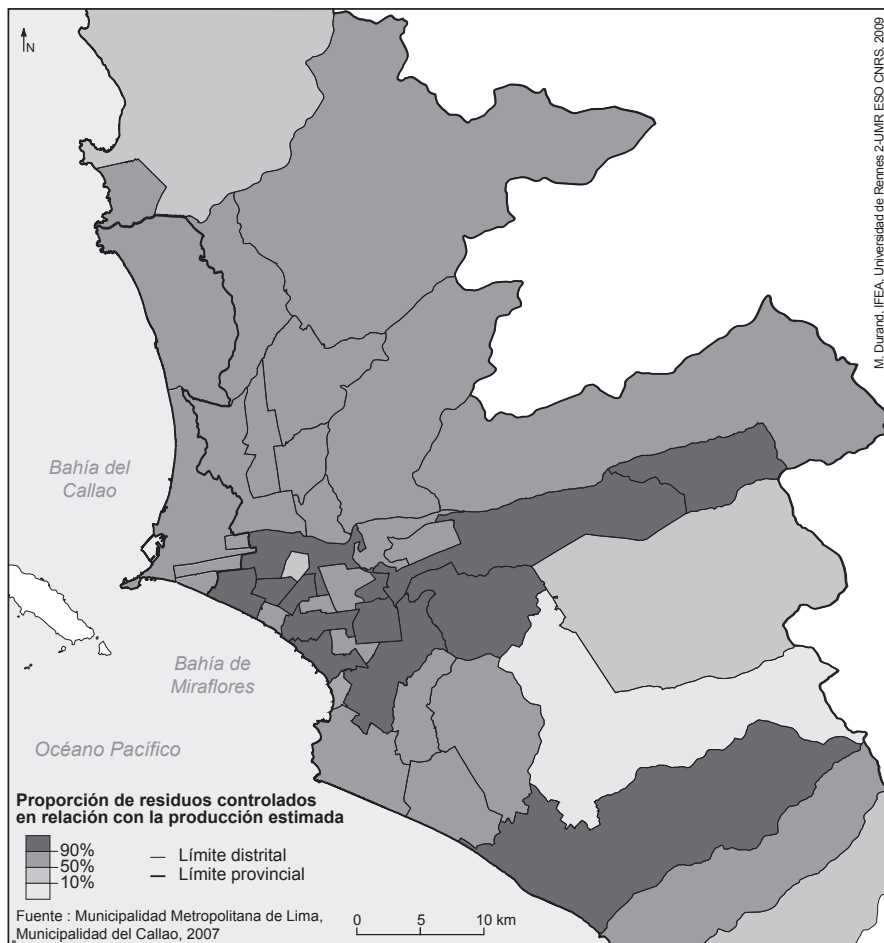 N
M. Durand. IFEA, Universidad de Rennes 2-UMR ESO CNRS, 2009
Bahía del
Callao
Bahía de
Miraflores
Océano Pacífico
Proporción de residuos controlados
en relación con la producción estimada
90%
50%
10%
Límite distrital
Límite provincial
Fuente : Municipalidad Metropolitana de Lima,
Municipalidad del Callao, 2007
0 5 10 km